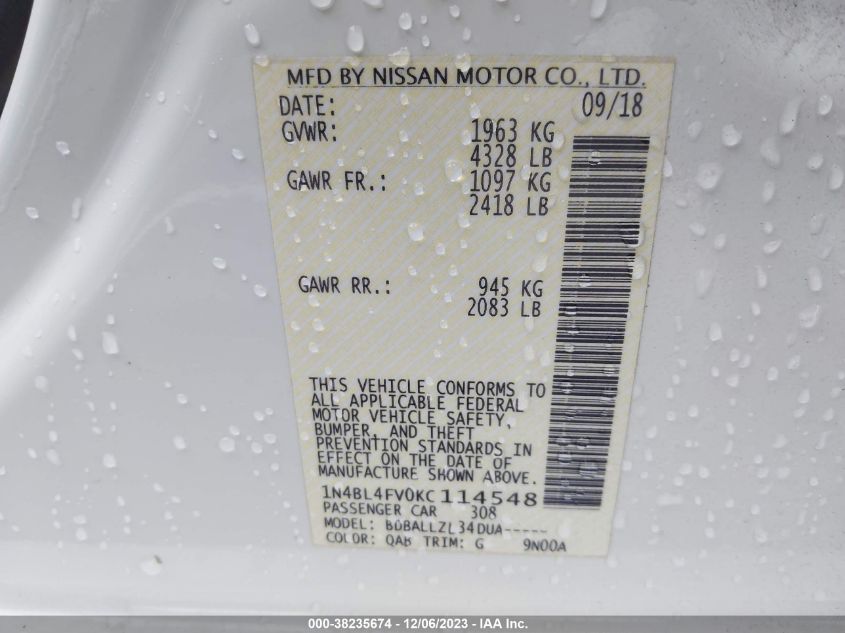 MFD BY NISSAN MOTOR CO., LTD.
DATE: 09/18
GVWR: 1963 KG
4328 LB
GAWR FR.: 1097 KG
2418 LB
GAWR RR.: 945 KG
2083 LB
THIS VEHICLE CONFORMS TO
ALL APPLICABLE FEDERAL
MOTOR VEHICLE SAFETY,
BUMPER, AND THEFT
PREVENTION STANDARDS IN
EFFECT ON THE DATE OF
MANUFACTURE SHOWN ABOVE.
1N4BL4FV0KC114548
PASSENGER CAR 308
MODEL: BDBALLZL34DUA-----
COLOR: QAB TRIM: G 9N00A
000-38235674 - 12/06/2023 - IAA Inc.